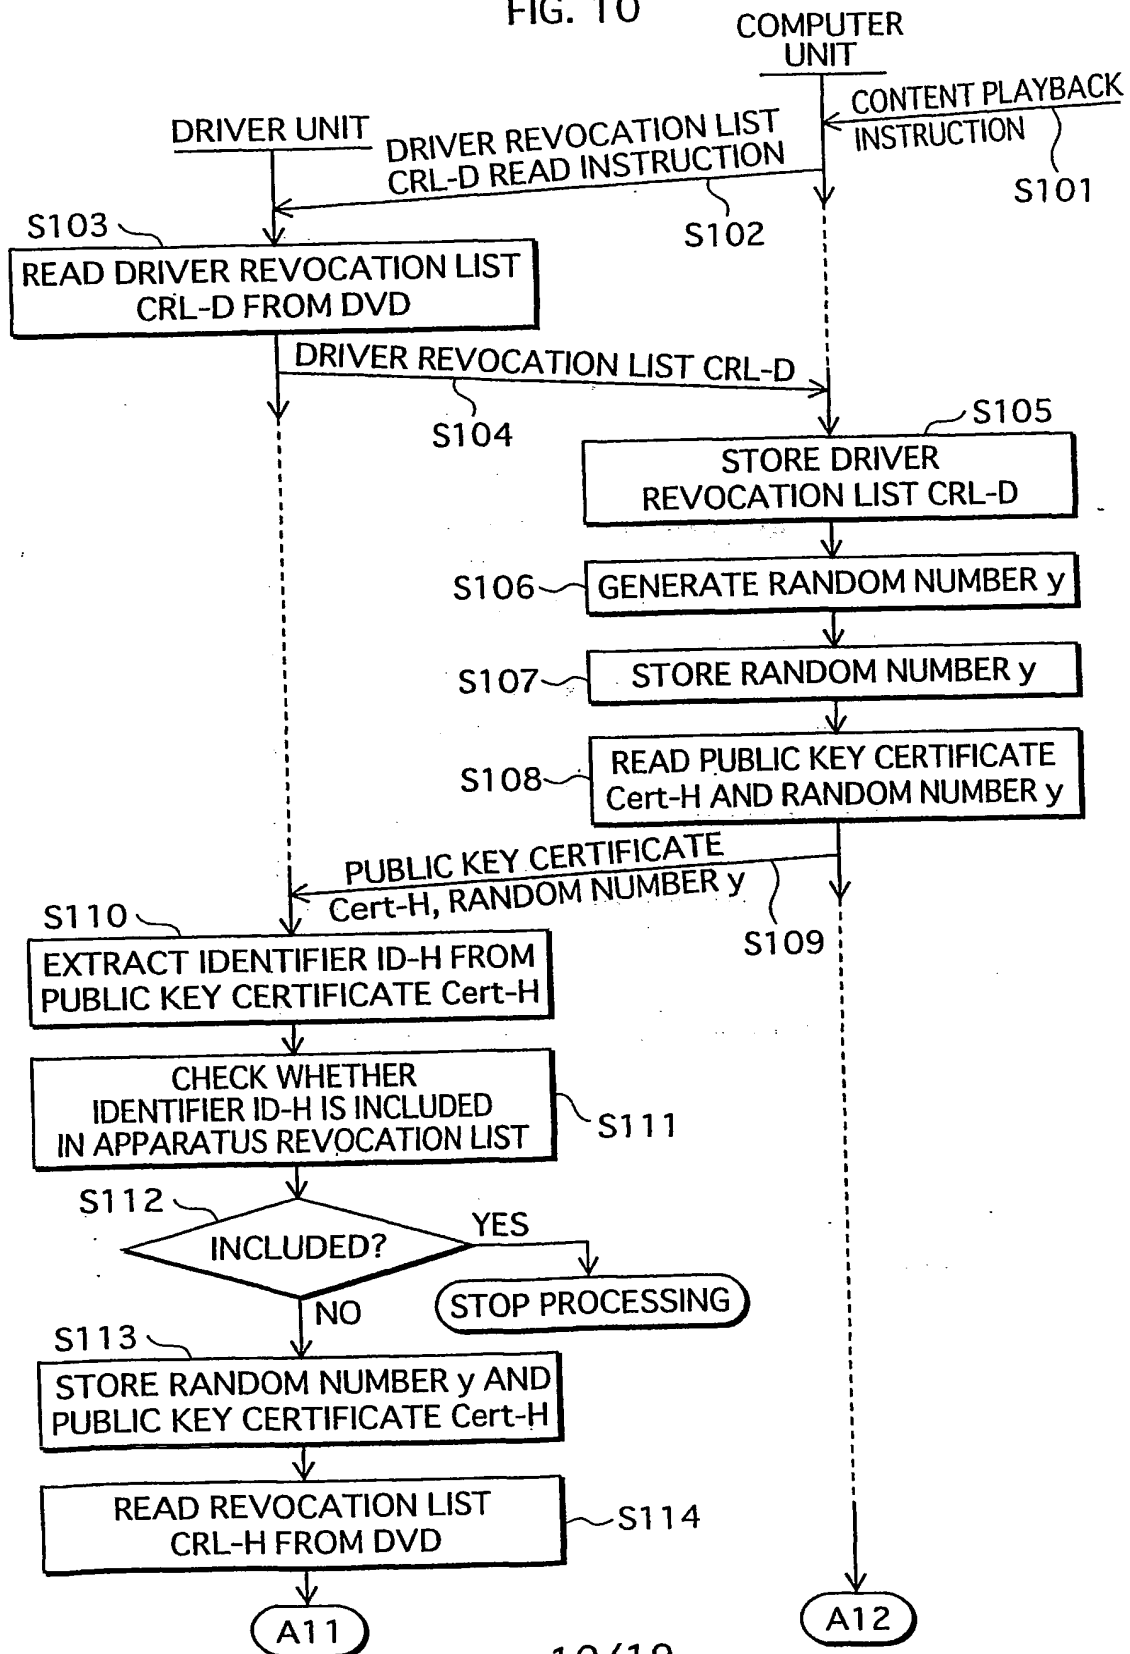 FIG. 10
COMPUTER
UNIT
CONTENT PLAYBACK
INSTRUCTION
S101
DRIVER UNIT
DRIVER REVOCATION LIST
CRL-D READ INSTRUCTION
S102
S103
READ DRIVER REVOCATION LIST
CRL-D FROM DVD
DRIVER REVOCATION LIST CRL-D
S104
S105
STORE DRIVER
REVOCATION LIST CRL-D
S106
GENERATE RANDOM NUMBER y
S107
STORE RANDOM NUMBER y
S108
READ PUBLIC KEY CERTIFICATE
Cert-H AND RANDOM NUMBER y
PUBLIC KEY CERTIFICATE
Cert-H, RANDOM NUMBER y
S109
S110
EXTRACT IDENTIFIER ID-H FROM
PUBLIC KEY CERTIFICATE Cert-H
CHECK WHETHER
IDENTIFIER ID-H IS INCLUDED
IN APPARATUS REVOCATION LIST
S111
S112
INCLUDED?
YES
STOP PROCESSING
NO
S113
STORE RANDOM NUMBER y AND
PUBLIC KEY CERTIFICATE Cert-H
READ REVOCATION LIST
CRL-H FROM DVD
S114
A11
A12
10/19